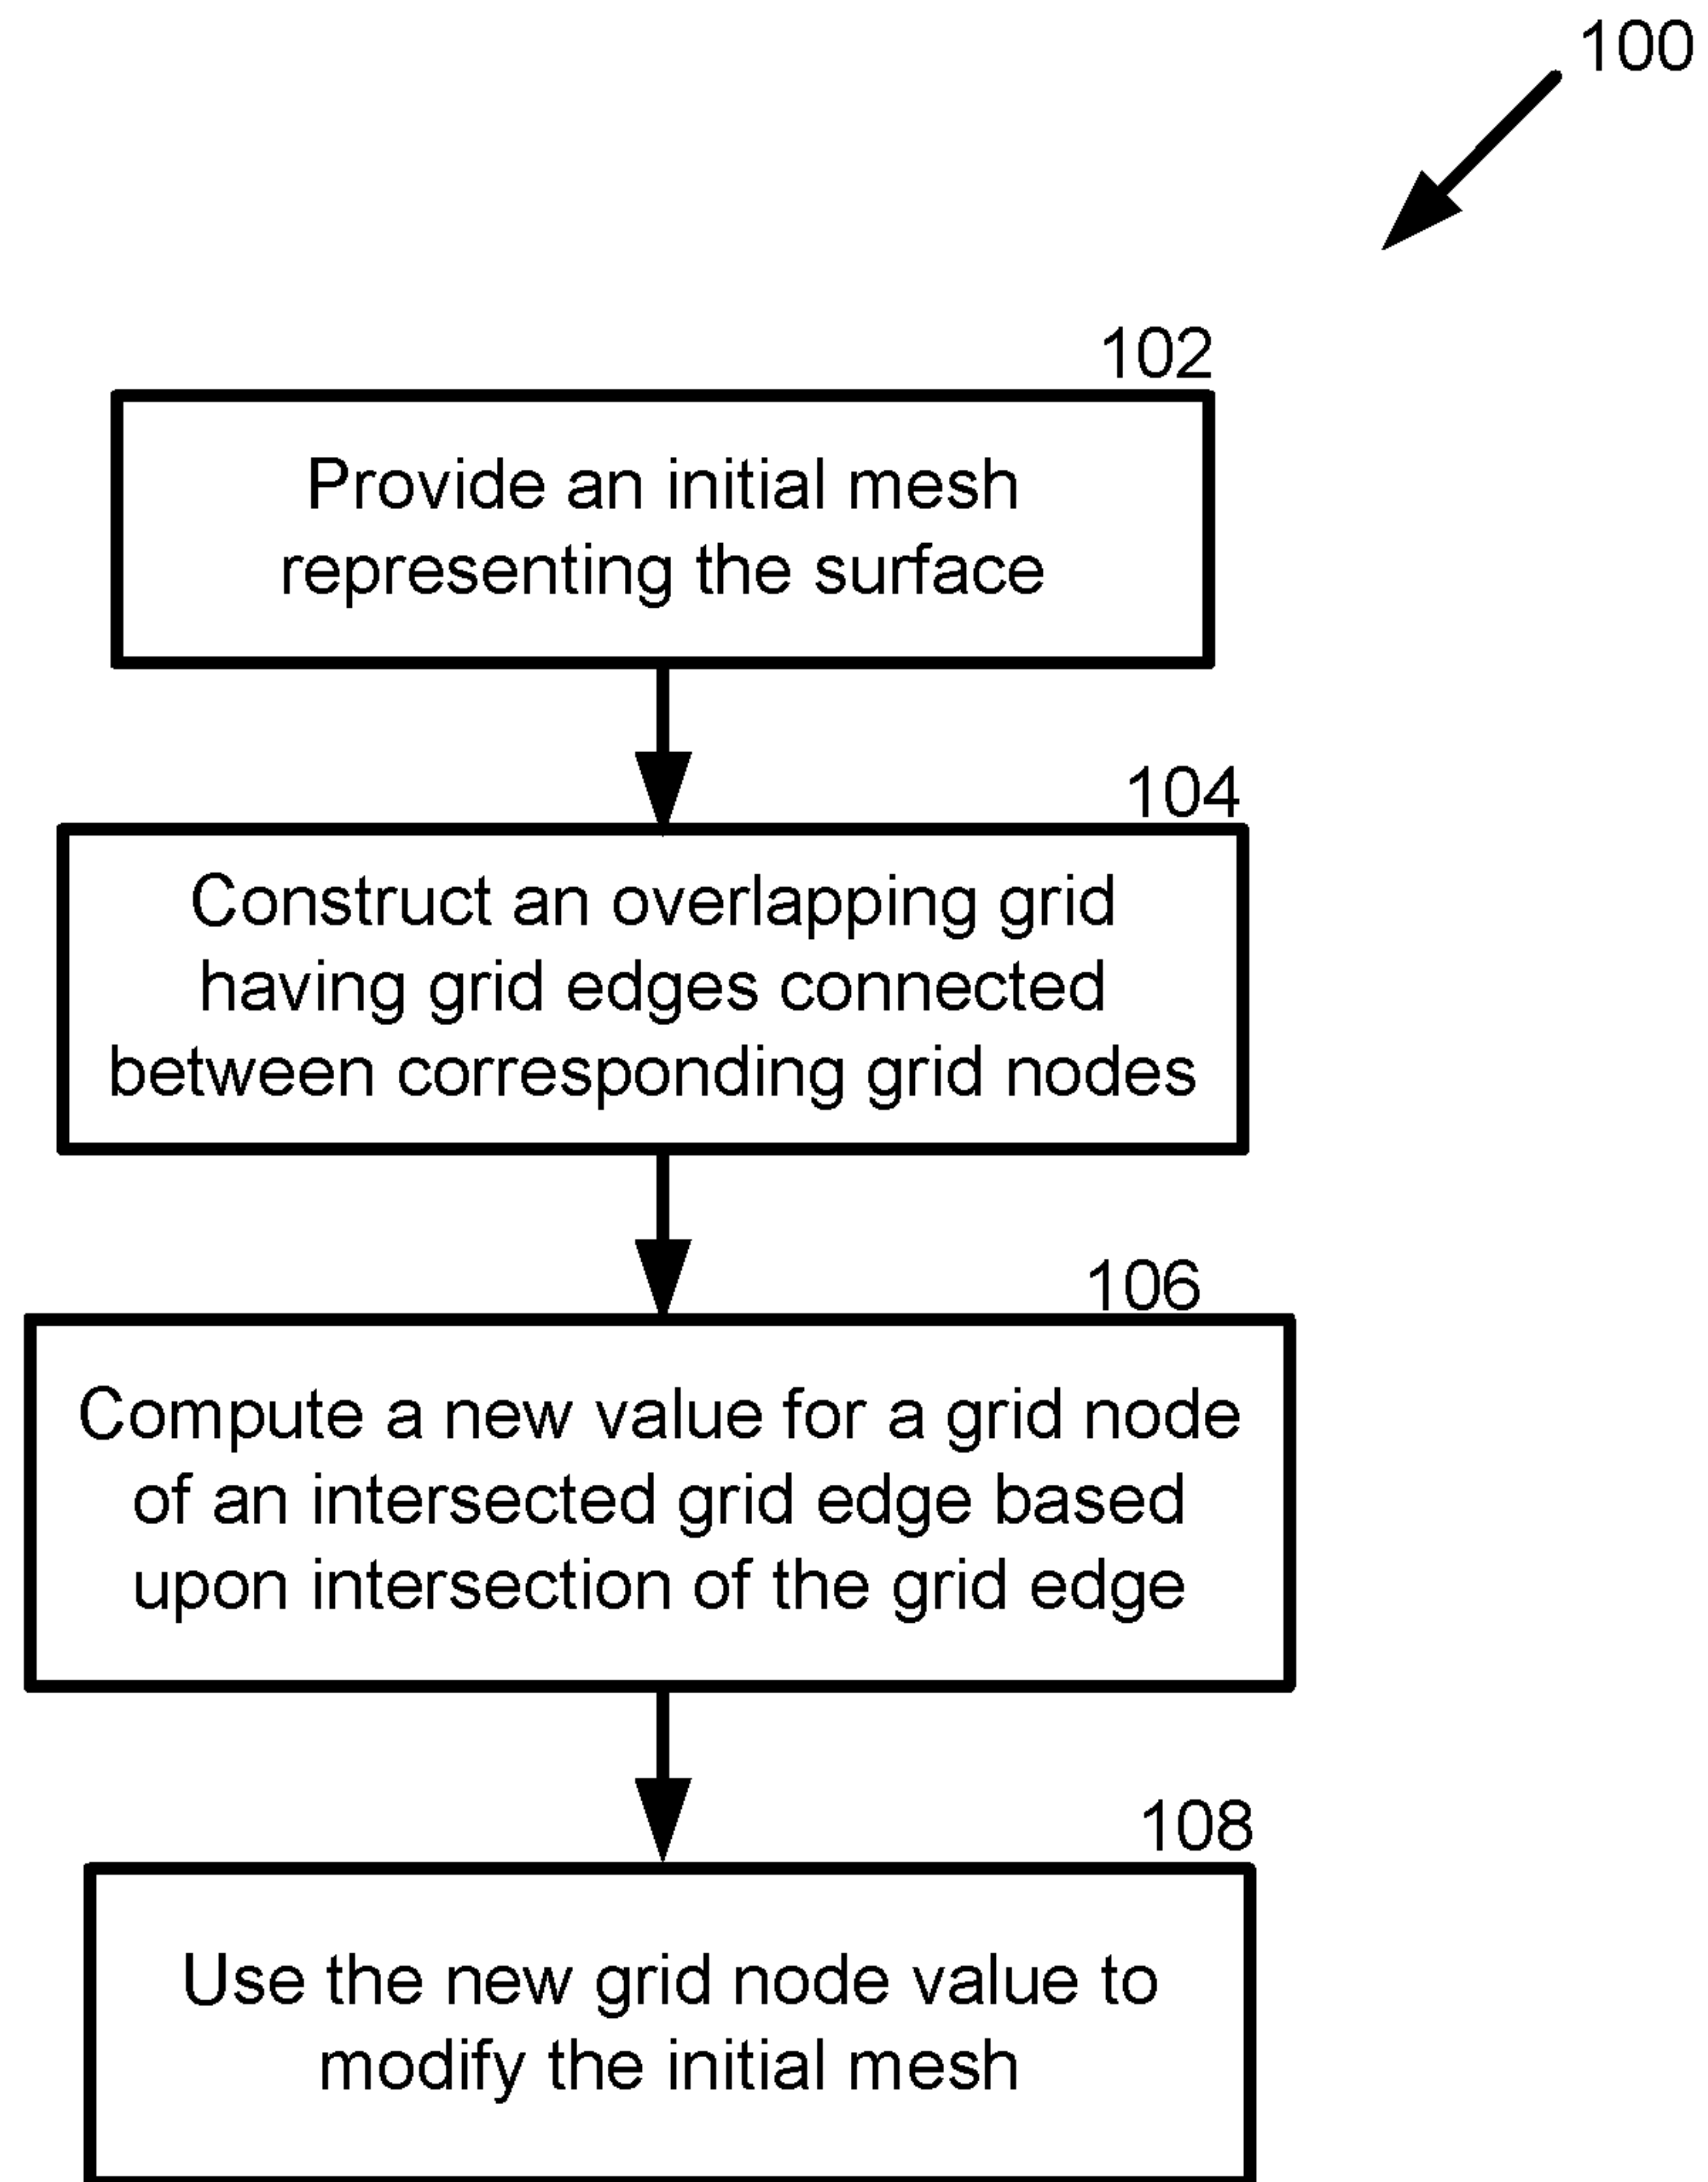 100
102
Provide an initial mesh
representing the surface
104
Construct an overlapping grid
having grid edges connected
between corresponding grid nodes
106
Compute a new value for a grid node
of an intersected grid edge based
upon intersection of the grid edge
108
Use the new grid node value to
modify the initial mesh